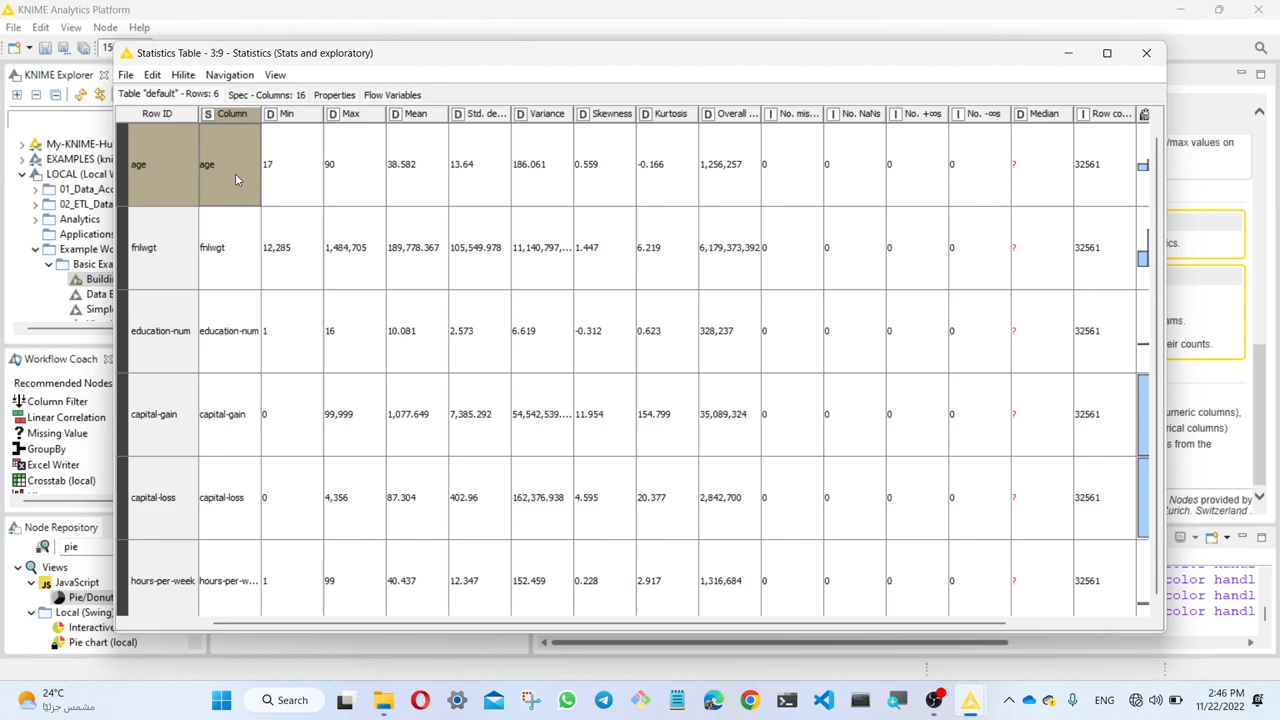 KNIME Analytics Platform
File Edit View Node Help
Statistics Table - 3:9 - Statistics (Stats and exploratory)
File Edit Hilite Navigation View
Table "default" - Rows: 6 Spec - Columns: 16 Properties Flow Variables
Row ID S Column D Min D Max D Mean D Std. de... D Variance D Skewness D Kurtosis D Overall ... I No. mis... I No. NaNs I No. +∞s I No. -∞s D Median I Row co...
age age 17 90 38.582 13.64 186.061 0.559 -0.166 1,256,257 0 0 0 0 ? 32561
fnlwgt fnlwgt 12,285 1,484,705 189,778.367 105,549.978 11,140,797,... 1.447 6.219 6,179,373,392 0 0 0 0 ? 32561
education-num education-num 1 16 10.081 2.573 6.619 -0.312 0.623 328,237 0 0 0 0 ? 32561
capital-gain capital-gain 0 99,999 1,077.649 7,385.292 54,542,539.... 11.954 154.799 35,089,324 0 0 0 0 ? 32561
capital-loss capital-loss 0 4,356 87.304 402.96 162,376.938 4.595 20.377 2,842,700 0 0 0 0 ? 32561
hours-per-week hours-per-w... 1 99 40.437 12.347 152.459 0.228 2.917 1,316,684 0 0 0 0 ? 32561
KNIME Explorer
My-KNIME-Hu
EXAMPLES (kni
LOCAL (Local W
01_Data_Acc
02_ETL_Data
Analytics
Application
Example Wo
Basic Exa
Buildi
Data E
Simpl
Workflow Coach
Recommended Nodes
Column Filter
Linear Correlation
Missing Value
GroupBy
Excel Writer
Crosstab (local)
Node Repository
pie
Views
JS JavaScript
Pie/Donut
Local (Swing
Interactive
Pie chart (local)
/max values on
ics.
ams.
eir counts.
umeric columns),
rical columns)
s from the
Nodes provided by
urich. Switzerland .
color handl
color handl
color handl
24°C
مشمس جزئيًا
Search
ENG
2:46 PM
11/22/2022